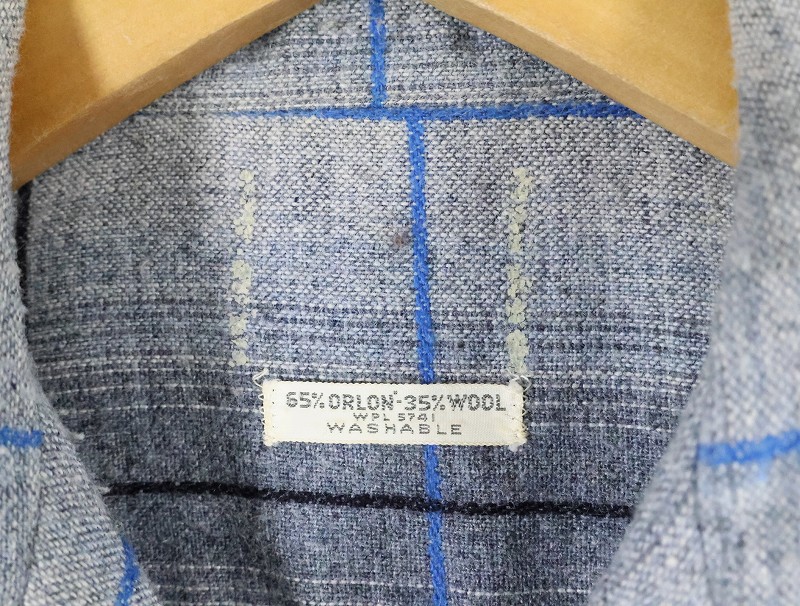 65% ORLON - 35% WOOL
WPL 5741
WASHABLE